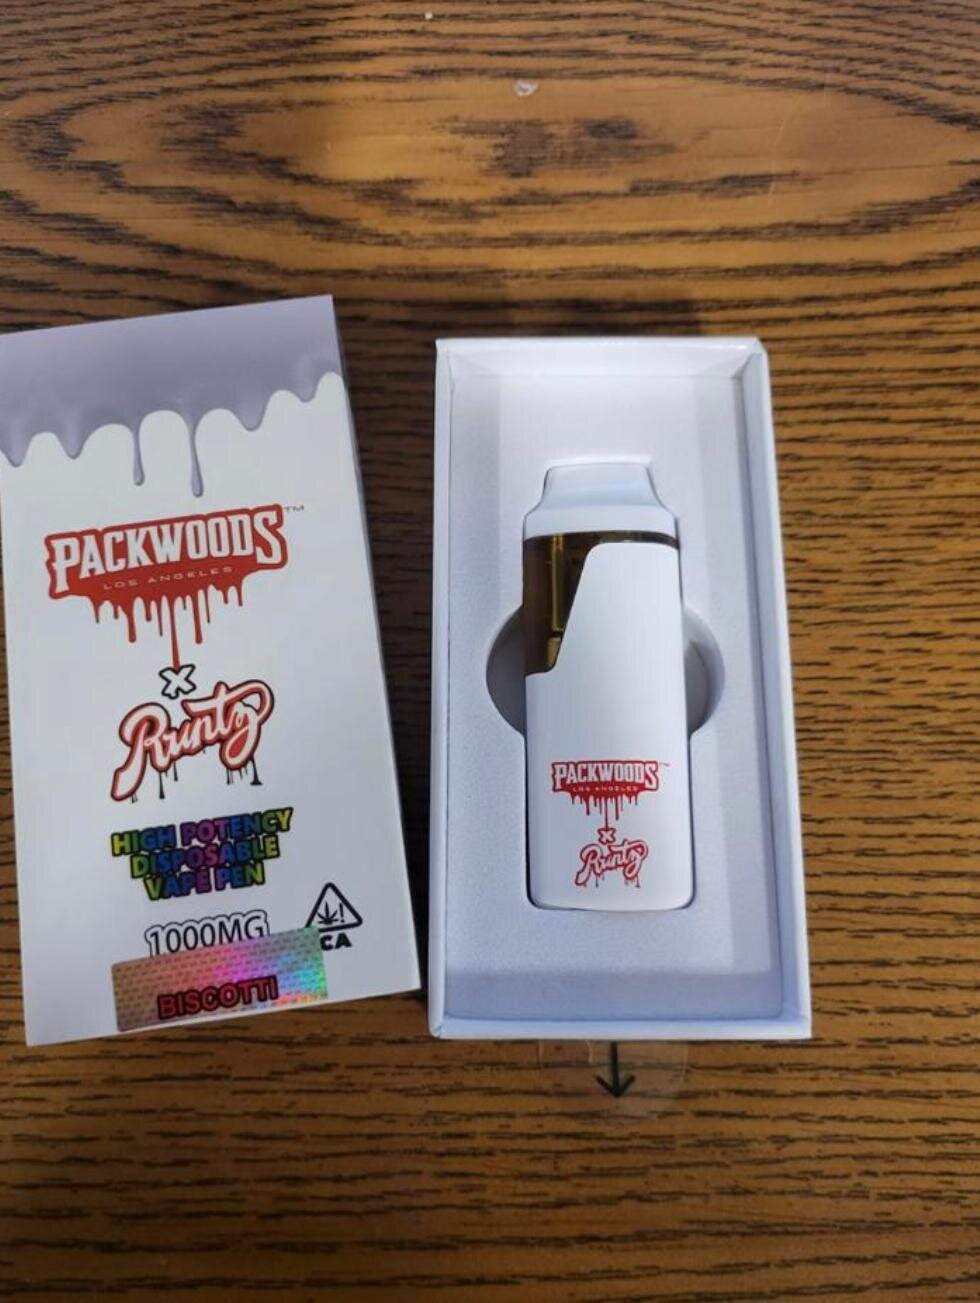 PACKWOODS™
LOS ANGELES
X
Runtz
HIGH POTENCY
DISPOSABLE
VAPE PEN
1000MG
CA
BISCOTTI
PACKWOODS™
LOS ANGELES
X
Runtz